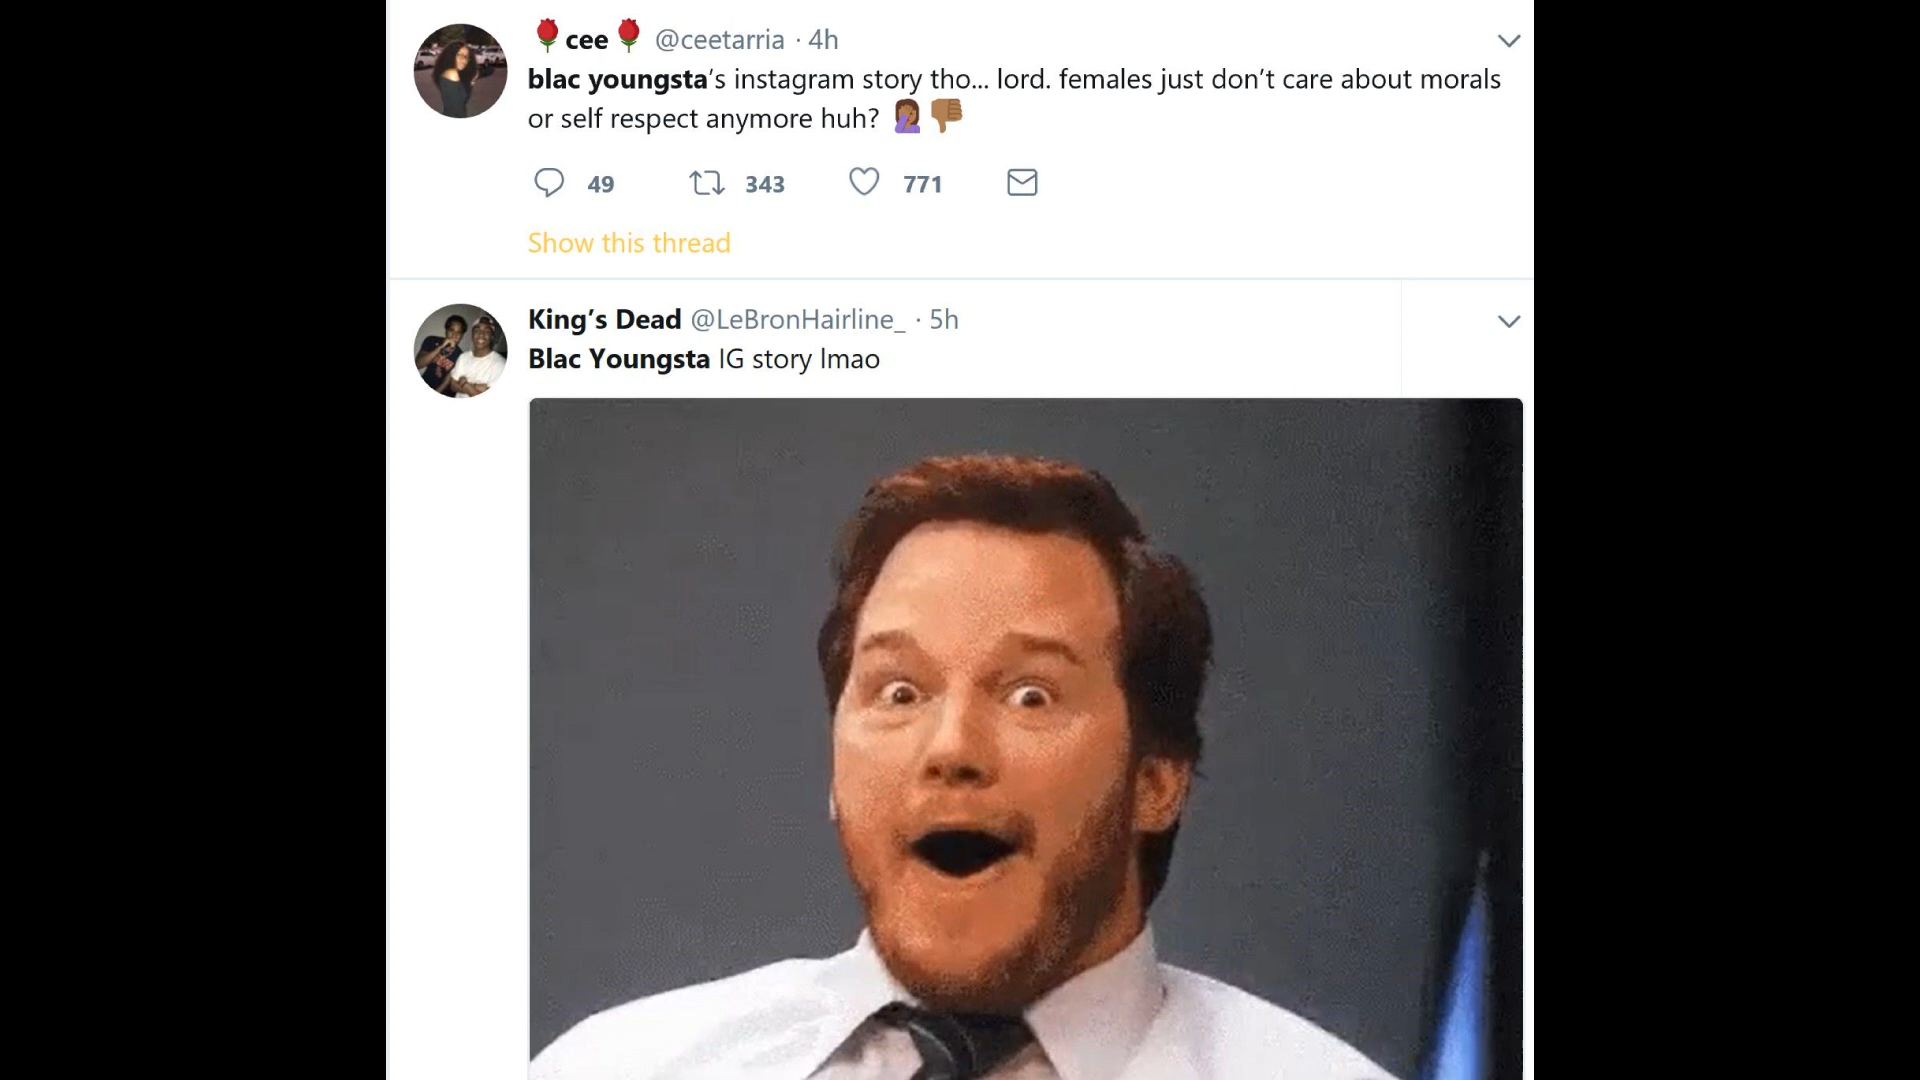 🌹cee🌹 @ceetarria · 4h
blac youngsta's instagram story tho... lord. females just don't care about morals
or self respect anymore huh? 🤦🏾‍♀️👎🏾
49 343 771
Show this thread
King's Dead @LeBronHairline_ · 5h
Blac Youngsta IG story lmao